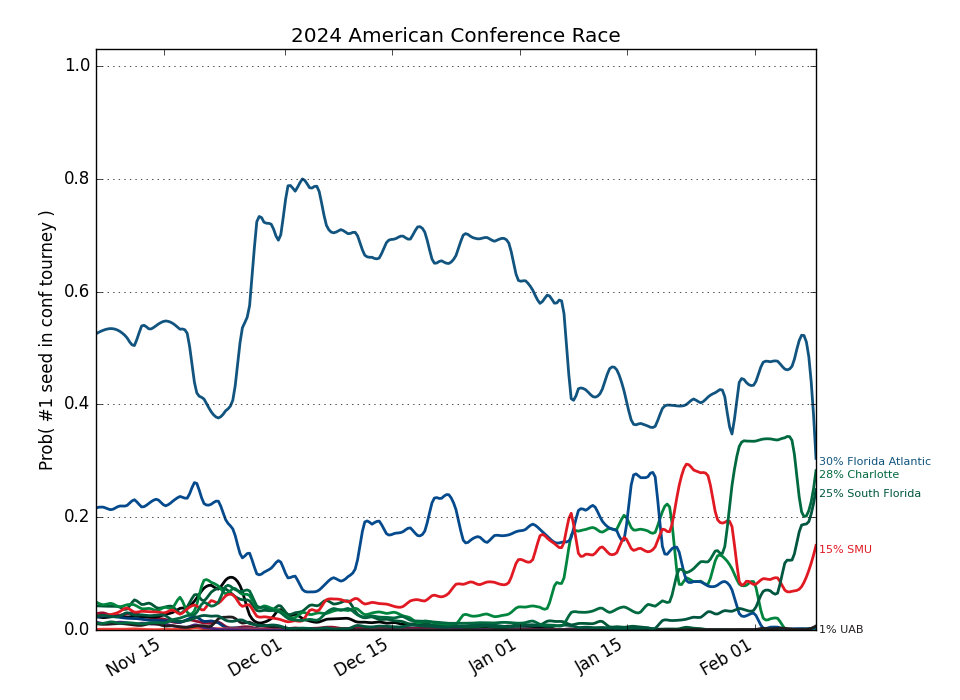 2024 American Conference Race
Prob( #1 seed in conf tourney )
1.0
0.8
0.6
0.4
0.2
0.0
30% Florida Atlantic
28% Charlotte
25% South Florida
15% SMU
1% UAB
Nov 15
Dec 01
Dec 15
Jan 01
Jan 15
Feb 01